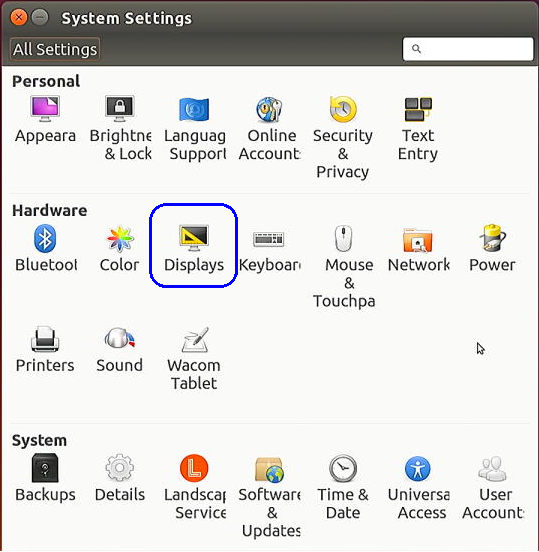 System Settings
All Settings
Personal
Appeara Brightne Languag Online Security Text
& Lock Support Account: & Entry
Privacy
Hardware
Bluetoot Color Displays Keyboar Mouse Network Power
&
Touchpa
Printers Sound Wacom
Tablet
System
Backups Details Landscap Software Time & Universa User
Service & Date Access Account:
Updates